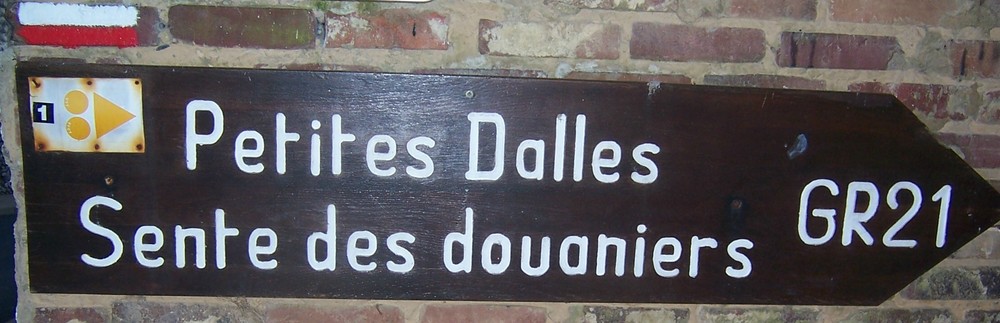 1
Petites Dalles
Sente des douaniers
GR21